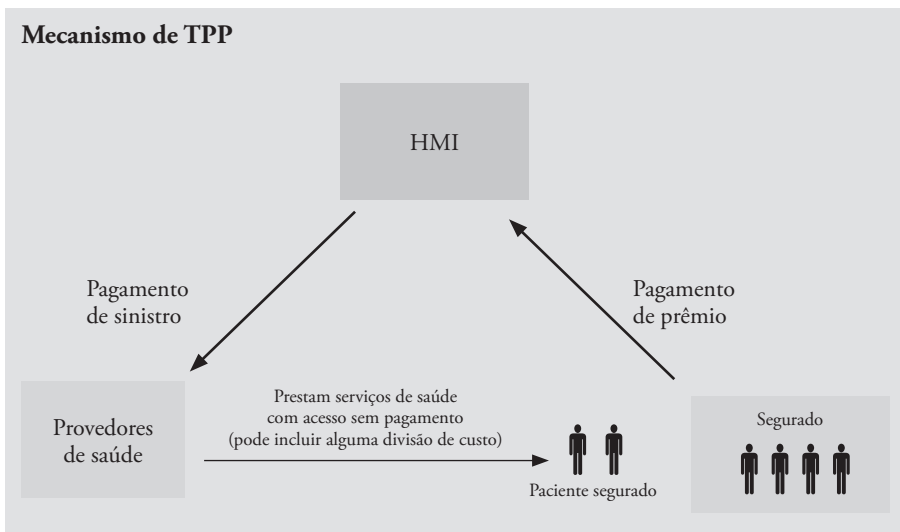 Mecanismo de TPP
HMI
Pagamento
de sinistro
Pagamento
de prêmio
Provedores
de saúde
Prestam serviços de saúde
com acesso sem pagamento
(pode incluir alguma divisão de custo)
Paciente segurado
Segurado